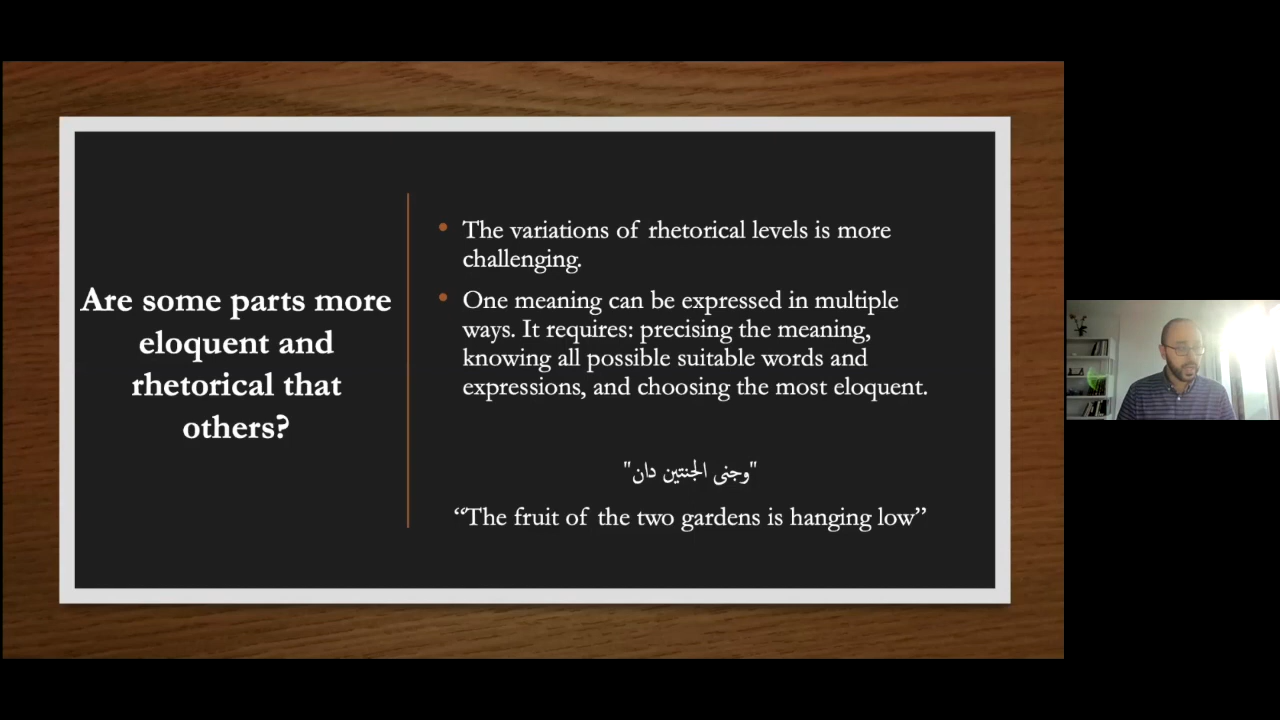 Are some parts more
eloquent and
rhetorical that
others?
• The variations of rhetorical levels is more
challenging.
• One meaning can be expressed in multiple
ways. It requires: precising the meaning,
knowing all possible suitable words and
expressions, and choosing the most eloquent.
"وجنى الجنتين دان"
“The fruit of the two gardens is hanging low”